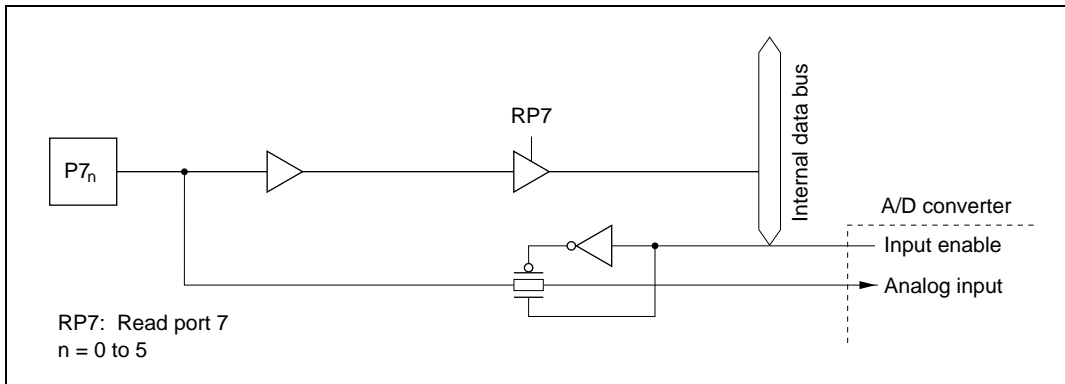 RP7
P7n
Internal data bus
A/D converter
Input enable
Analog input
RP7: Read port 7
n = 0 to 5